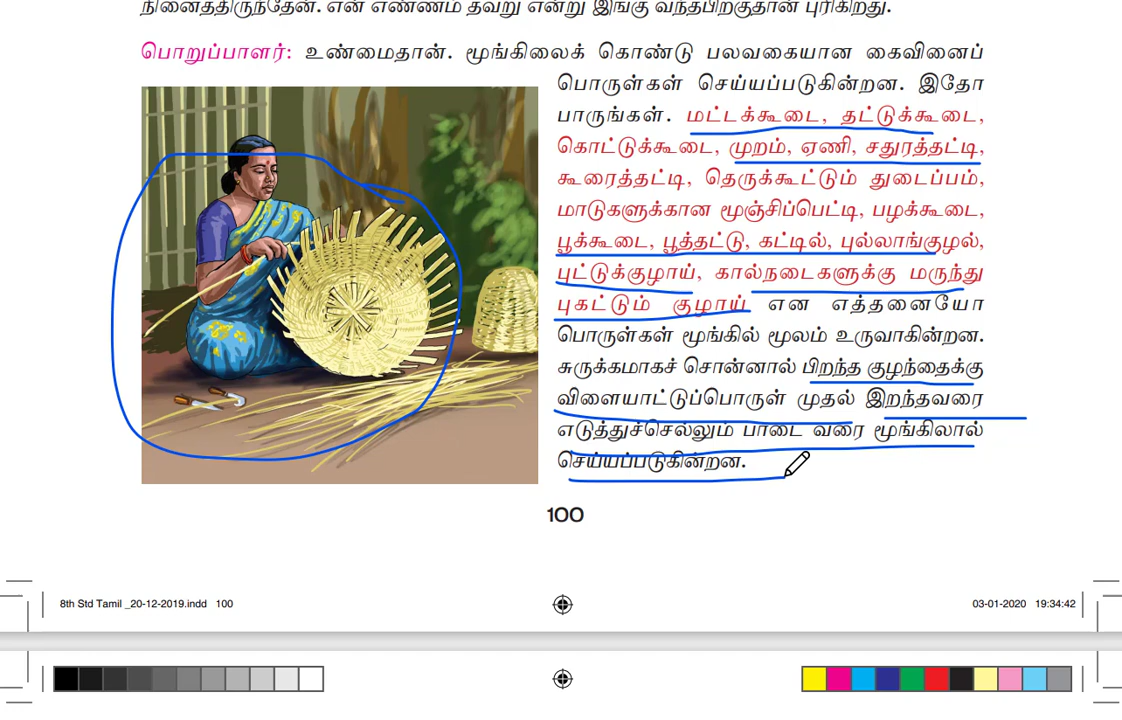 நினைத்திருந்தேன். என் எண்ணம் தவறு என்று இங்கு வந்தபிறகுதான் புரிகிறது.
பொறுப்பாளர்: உண்மைதான். மூங்கிலைக் கொண்டு பலவகையான கைவினைப்
பொருள்கள் செய்யப்படுகின்றன. இதோ
பாருங்கள். மட்டக்கூடை, தட்டுக்கூடை,
கொட்டுக்கூடை, முறம், ஏணி, சதுரத்தட்டி,
கூரைத்தட்டி, தெருக்கூட்டும் துடைப்பம்,
மாடுகளுக்கான மூஞ்சிப்பெட்டி, பழக்கூடை,
பூக்கூடை, பூத்தட்டு, கட்டில், புல்லாங்குழல்,
புட்டுக்குழாய், கால்நடைகளுக்கு மருந்து
புகட்டும் குழாய் என எத்தனையோ
பொருள்கள் மூங்கில் மூலம் உருவாகின்றன.
சுருக்கமாகச் சொன்னால் பிறந்த குழந்தைக்கு
விளையாட்டுப்பொருள் முதல் இறந்தவரை
எடுத்துச்செல்லும் பாடை வரை மூங்கிலால்
செய்யப்படுகின்றன.
100
8th Std Tamil _20-12-2019.indd 100
03-01-2020 19:34:42